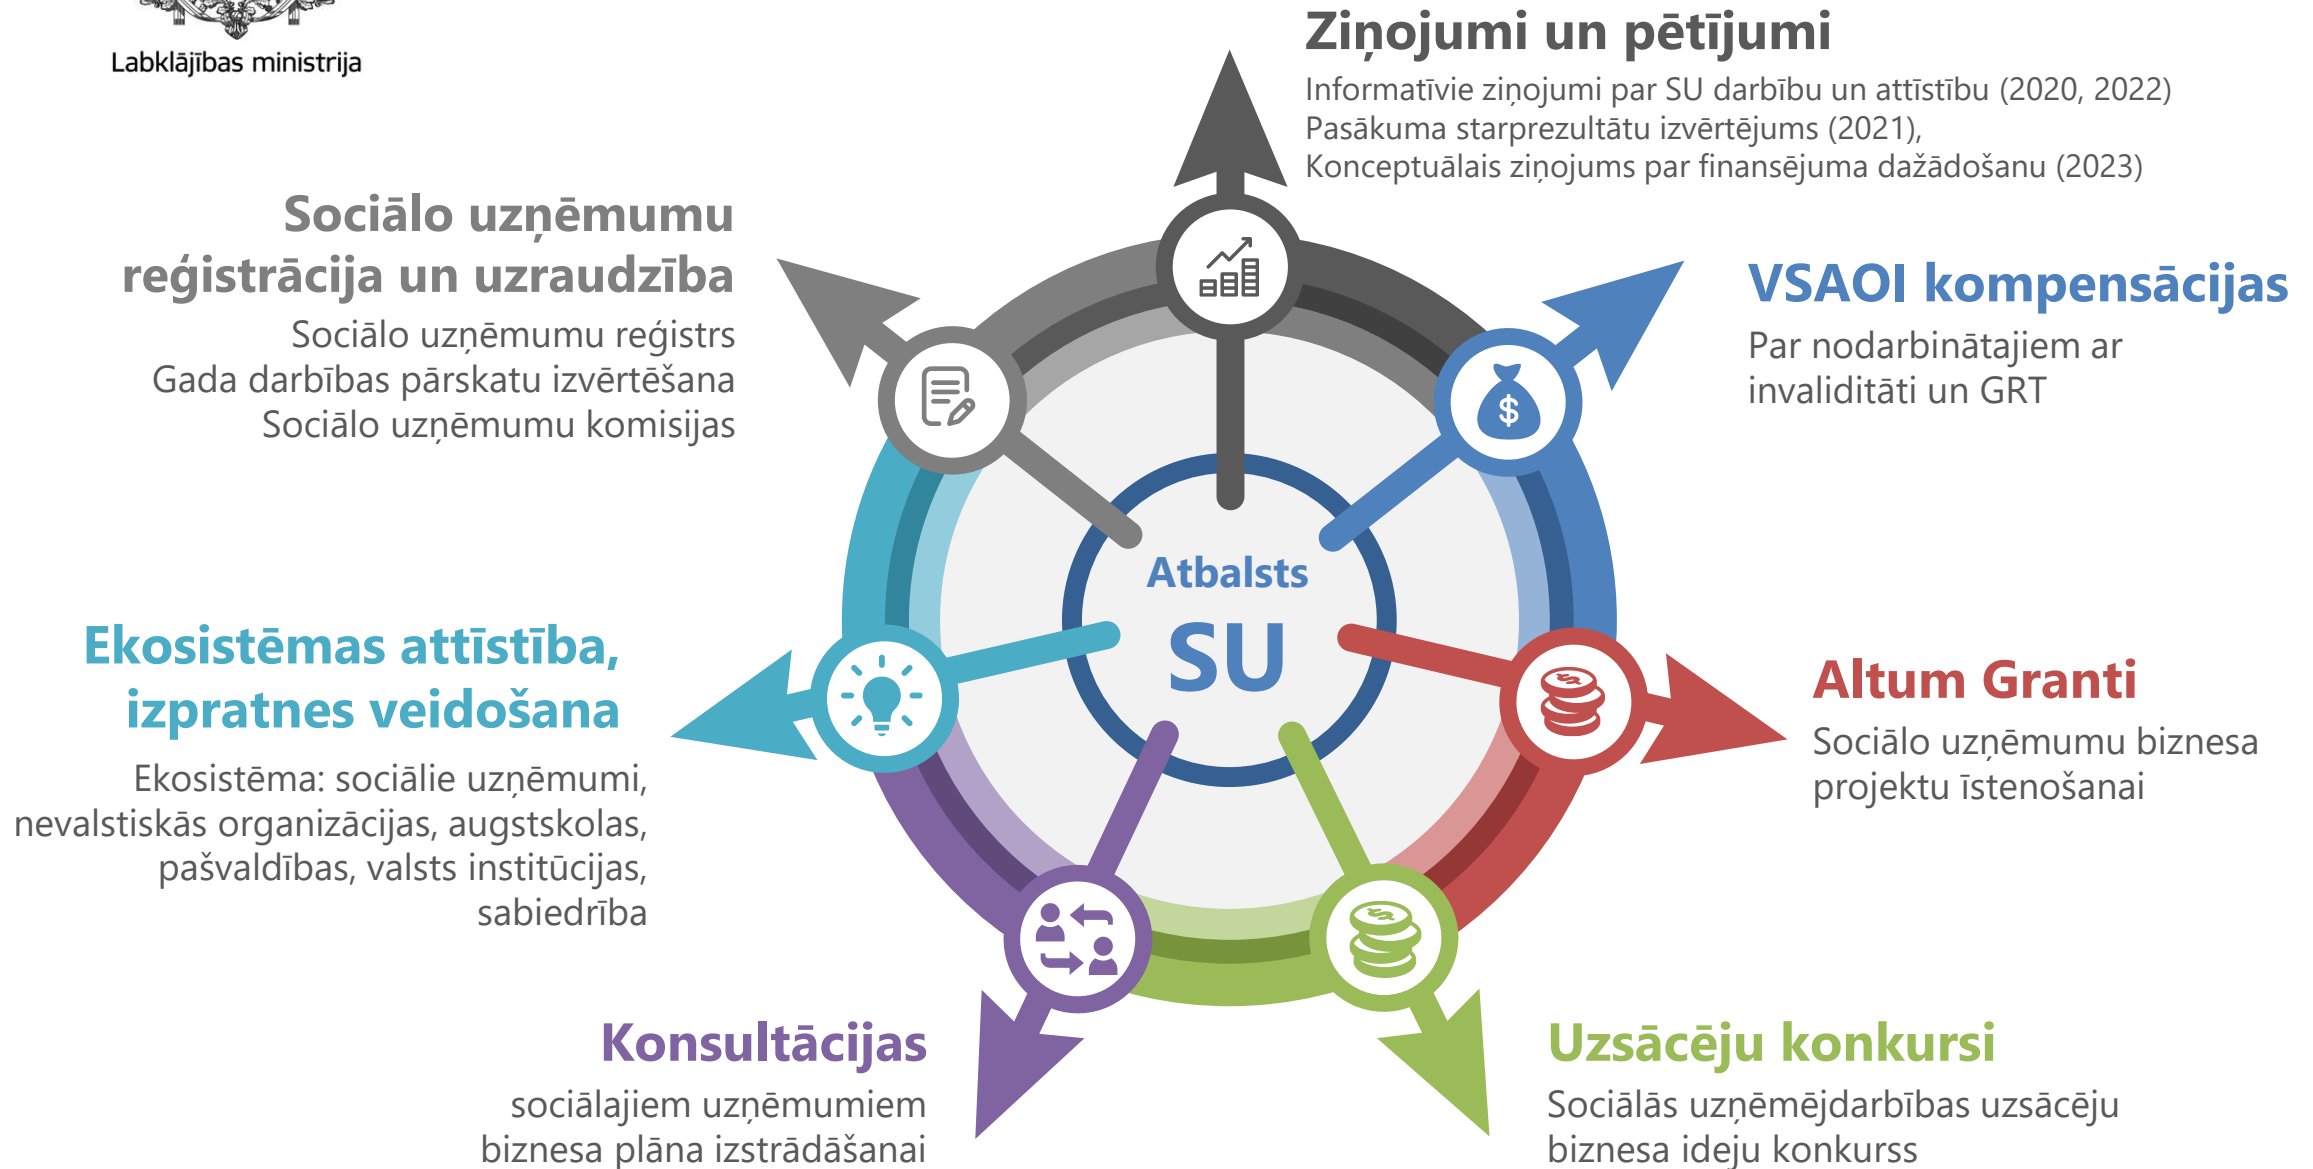 Labklājības ministrija
Ziņojumi un pētījumi
Informatīvie ziņojumi par SU darbību un attīstību (2020, 2022)
Pasākuma starprezultātu izvērtējums (2021),
Konceptuālais ziņojums par finansējuma dažādošanu (2023)
Sociālo uzņēmumu
reģistrācija un uzraudzība
Sociālo uzņēmumu reģistrs
Gada darbības pārskatu izvērtēšana
Sociālo uzņēmumu komisijas
VSAOI kompensācijas
Par nodarbinātajiem ar
invaliditāti un GRT
Atbalsts
SU
Ekosistēmas attīstība,
izpratnes veidošana
Ekosistēma: sociālie uzņēmumi,
nevalstiskās organizācijas, augstskolas,
pašvaldības, valsts institūcijas,
sabiedrība
Altum Granti
Sociālo uzņēmumu biznesa
projektu īstenošanai
Konsultācijas
sociālajiem uzņēmumiem
biznesa plāna izstrādāšanai
Uzsācēju konkursi
Sociālās uzņēmējdarbības uzsācēju
biznesa ideju konkurss